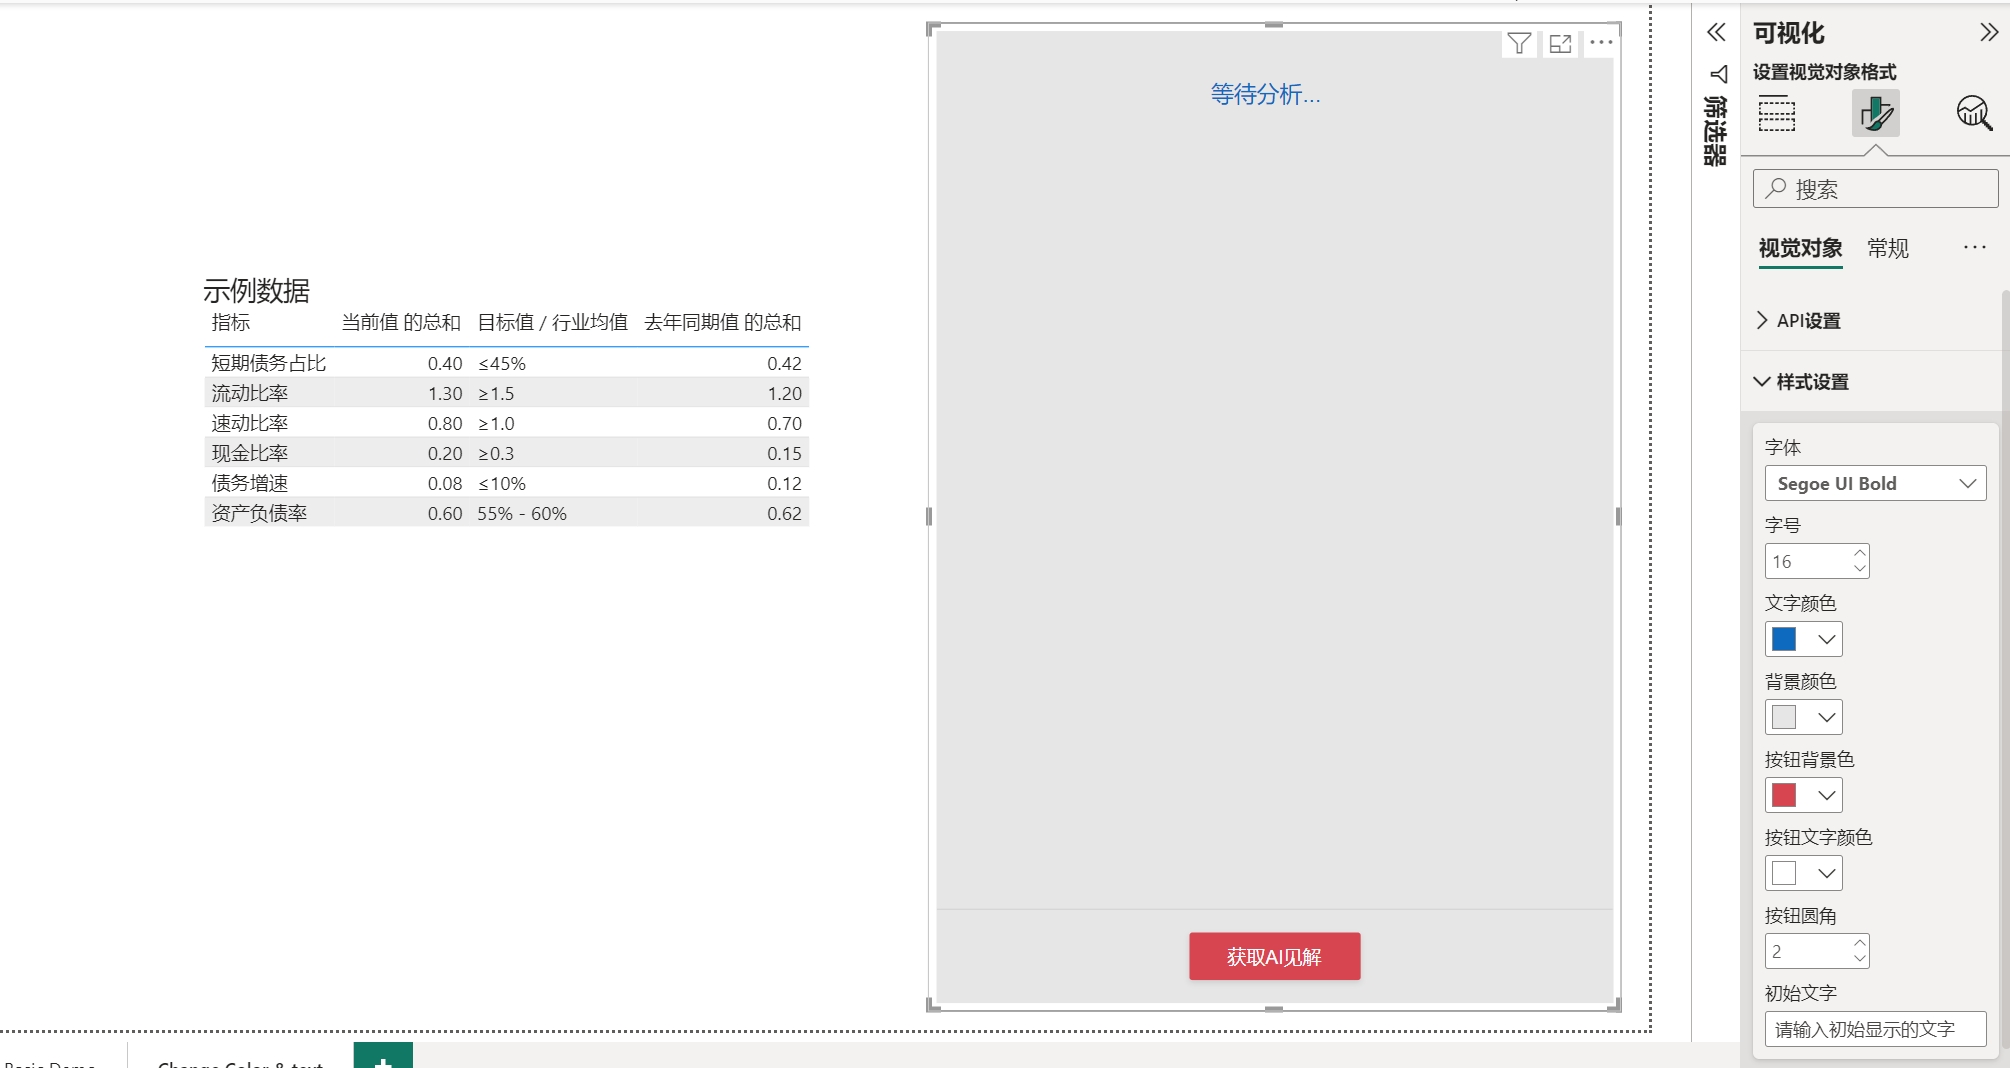 等待分析...
示例数据
指标 当前值 的总和 目标值 / 行业均值 去年同期值 的总和
短期债务占比 0.40 ≤45% 0.42
流动比率 1.30 ≥1.5 1.20
速动比率 0.80 ≥1.0 0.70
现金比率 0.20 ≥0.3 0.15
债务增速 0.08 ≤10% 0.12
资产负债率 0.60 55% - 60% 0.62
获取AI见解
筛选器
可视化
设置视觉对象格式
搜索
视觉对象 常规
API设置
样式设置
字体
Segoe UI Bold
字号
16
文字颜色
背景颜色
按钮背景色
按钮文字颜色
按钮圆角
2
初始文字
请输入初始显示的文字
Basic Demo Change Color & text